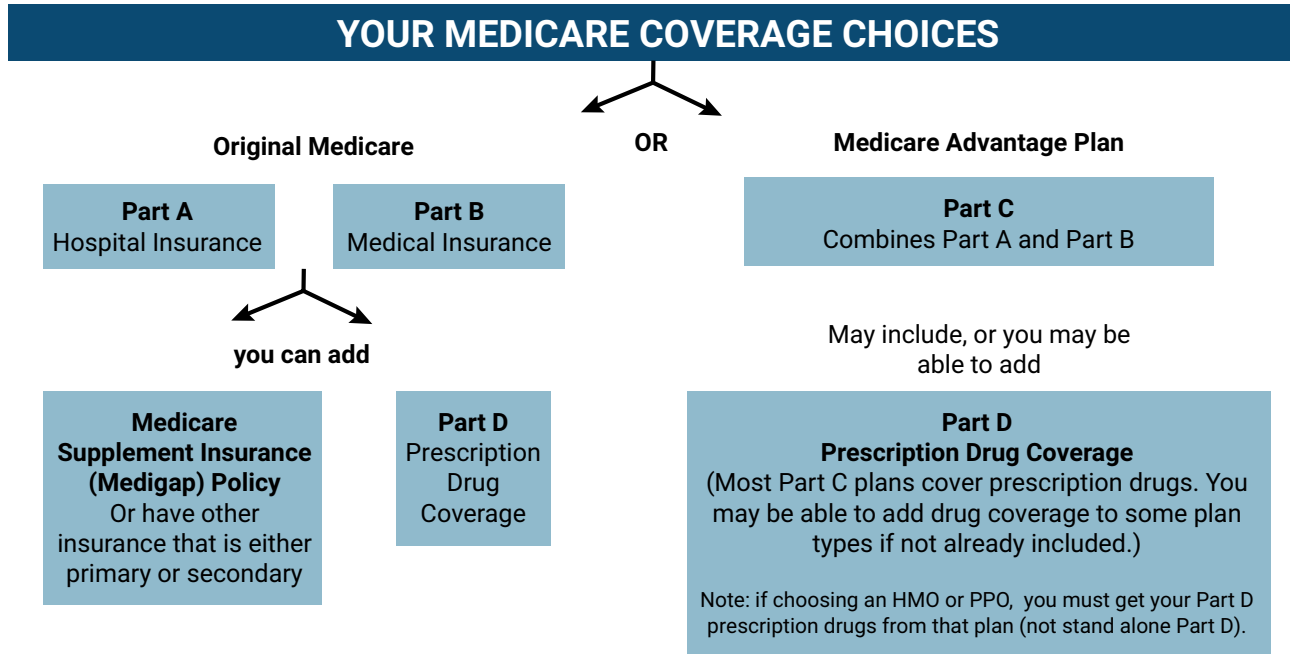 YOUR MEDICARE COVERAGE CHOICES
Original Medicare
OR
Medicare Advantage Plan
Part A
Hospital Insurance
Part B
Medical Insurance
Part C
Combines Part A and Part B
you can add
May include, or you may be
able to add
Medicare
Supplement Insurance
(Medigap) Policy
Or have other
insurance that is either
primary or secondary
Part D
Prescription
Drug
Coverage
Part D
Prescription Drug Coverage
(Most Part C plans cover prescription drugs. You
may be able to add drug coverage to some plan
types if not already included.)
Note: if choosing an HMO or PPO, you must get your Part D
prescription drugs from that plan (not stand alone Part D).